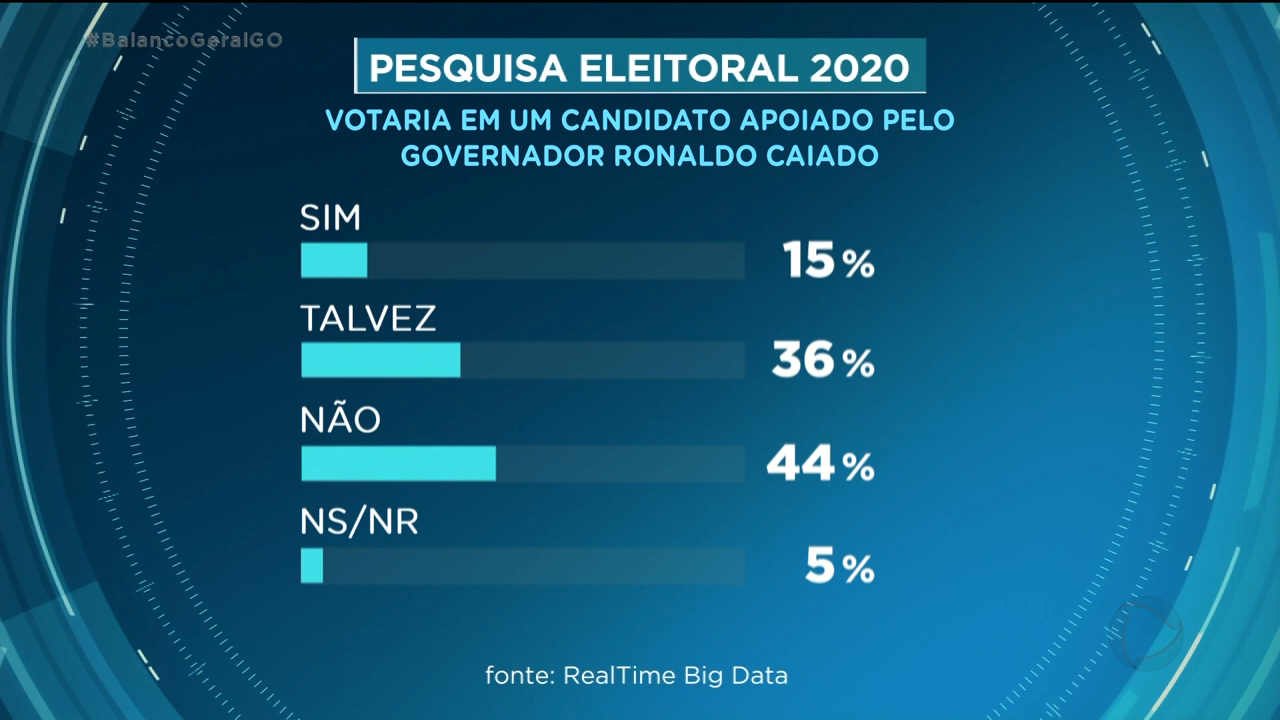 #BalançoGeralGO
PESQUISA ELEITORAL 2020
VOTARIA EM UM CANDIDATO APOIADO PELO
GOVERNADOR RONALDO CAIADO
SIM
15%
TALVEZ
36%
NÃO
44%
NS/NR
5%
fonte: RealTime Big Data